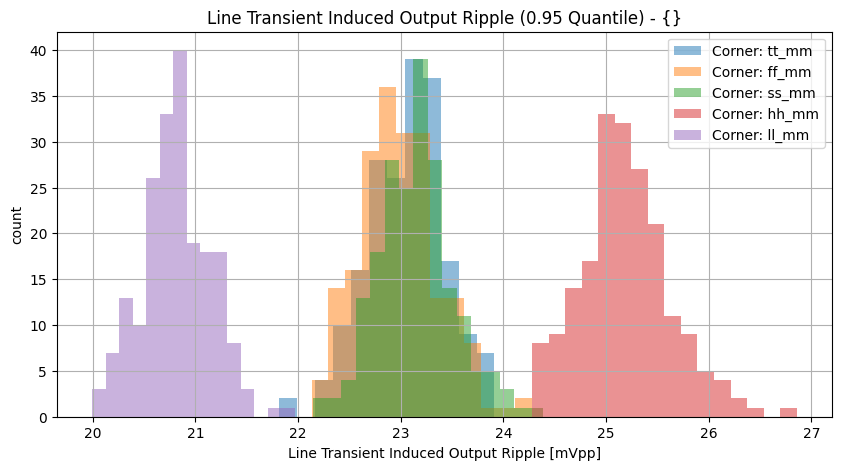 Line Transient Induced Output Ripple (0.95 Quantile) - {}
Corner: tt_mm
Corner: ff_mm
Corner: ss_mm
Corner: hh_mm
Corner: ll_mm
count
40
35
30
25
20
15
10
5
0
20 21 22 23 24 25 26 27
Line Transient Induced Output Ripple [mVpp]